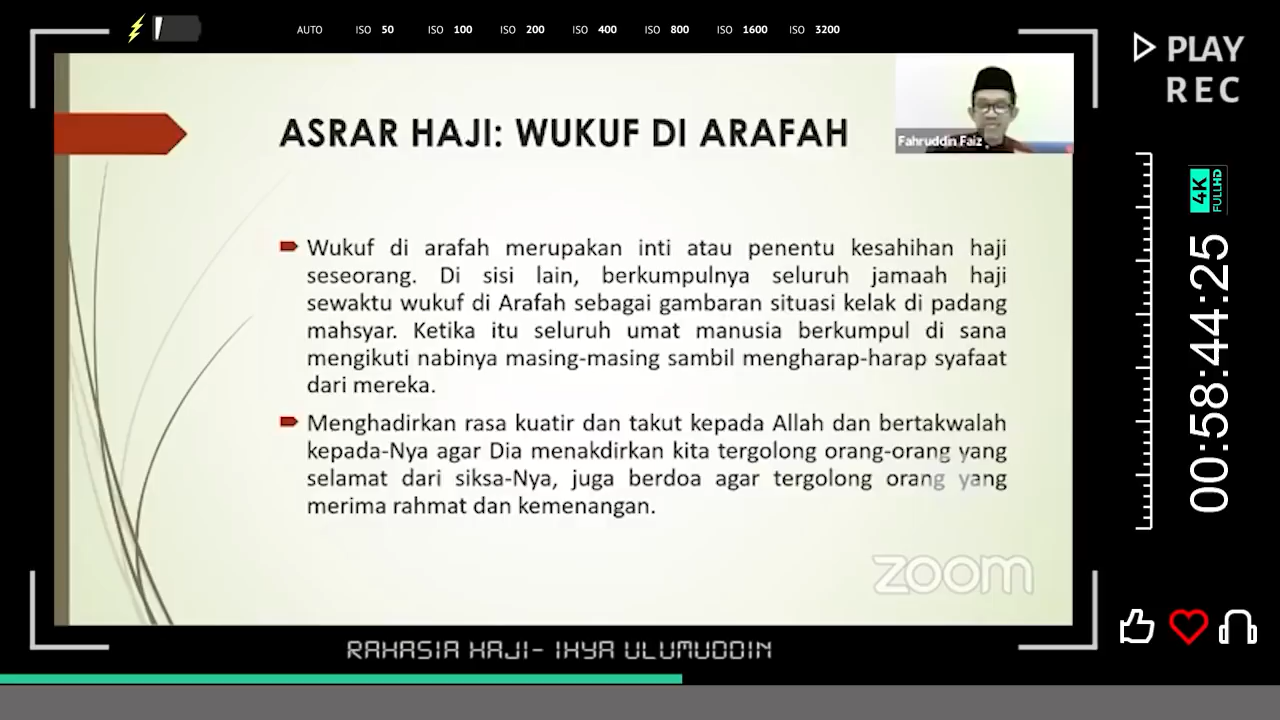 AUTO ISO 50 ISO 100 ISO 200 ISO 400 ISO 800 ISO 1600 ISO 3200
PLAY
REC
ASRAR HAJI: WUKUF DI ARAFAH
Fahruddin Faiz
4K
FULLHD
00:58:44:25
Wukuf di arafah merupakan inti atau penentu kesahihan haji
seseorang. Di sisi lain, berkumpulnya seluruh jamaah haji
sewaktu wukuf di Arafah sebagai gambaran situasi kelak di padang
mahsyar. Ketika itu seluruh umat manusia berkumpul di sana
mengikuti nabinya masing-masing sambil mengharap-harap syafaat
dari mereka.
Menghadirkan rasa kuatir dan takut kepada Allah dan bertakwalah
kepada-Nya agar Dia menakdirkan kita tergolong orang-orang yang
selamat dari siksa-Nya, juga berdoa agar tergolong orang yang
merima rahmat dan kemenangan.
zoom
RAHASIA HAJI- IHYA ULUMUDDIN